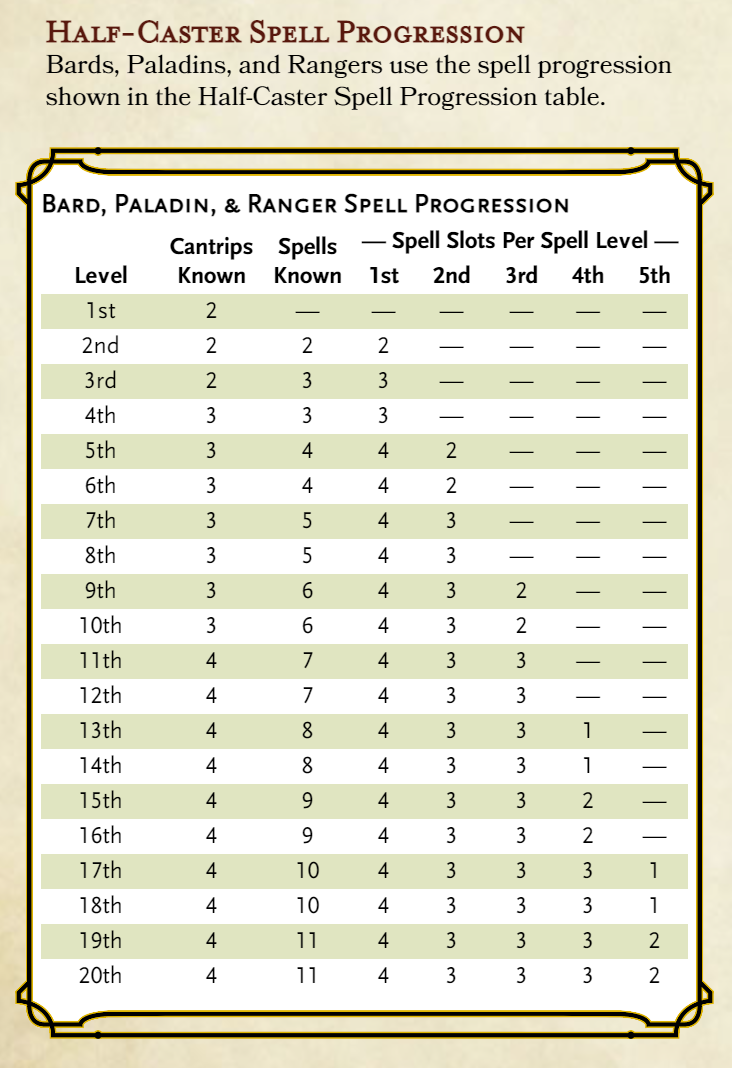 Half-Caster Spell Progression
Bards, Paladins, and Rangers use the spell progression
shown in the Half-Caster Spell Progression table.
Bard, Paladin, & Ranger Spell Progression
Cantrips Spells — Spell Slots Per Spell Level —
Level Known Known 1st 2nd 3rd 4th 5th
1st 2 — — — — — —
2nd 2 2 2 — — — —
3rd 2 3 3 — — — —
4th 3 3 3 — — — —
5th 3 4 4 2 — — —
6th 3 4 4 2 — — —
7th 3 5 4 3 — — —
8th 3 5 4 3 — — —
9th 3 6 4 3 2 — —
10th 3 6 4 3 2 — —
11th 4 7 4 3 3 — —
12th 4 7 4 3 3 — —
13th 4 8 4 3 3 1 —
14th 4 8 4 3 3 1 —
15th 4 9 4 3 3 2 —
16th 4 9 4 3 3 2 —
17th 4 10 4 3 3 3 1
18th 4 10 4 3 3 3 1
19th 4 11 4 3 3 3 2
20th 4 11 4 3 3 3 2